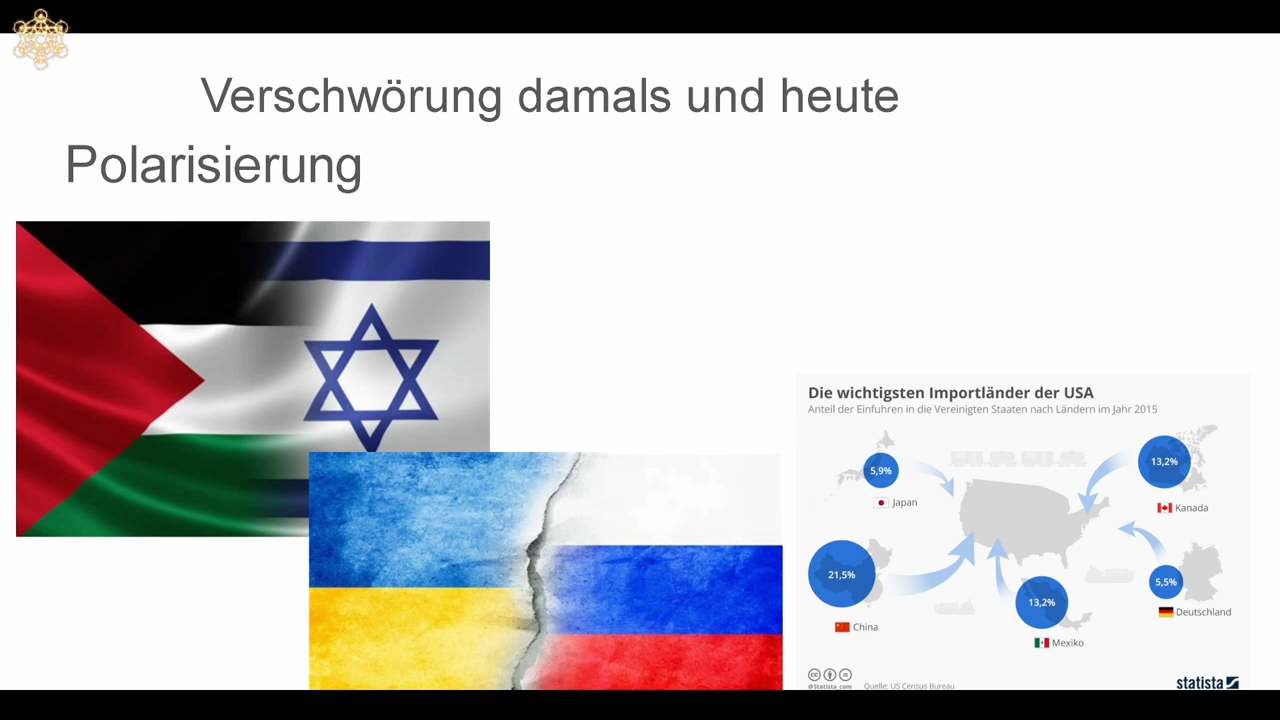 Verschwörung damals und heute
Polarisierung
Die wichtigsten Importländer der USA
Anteil der Einfuhren in die Vereinigten Staaten nach Ländern im Jahr 2015
5,9%
Japan
13,2%
Kanada
21,5%
China
13,2%
Mexiko
5,5%
Deutschland
@Statista_com
Quelle: US Census Bureau
statista